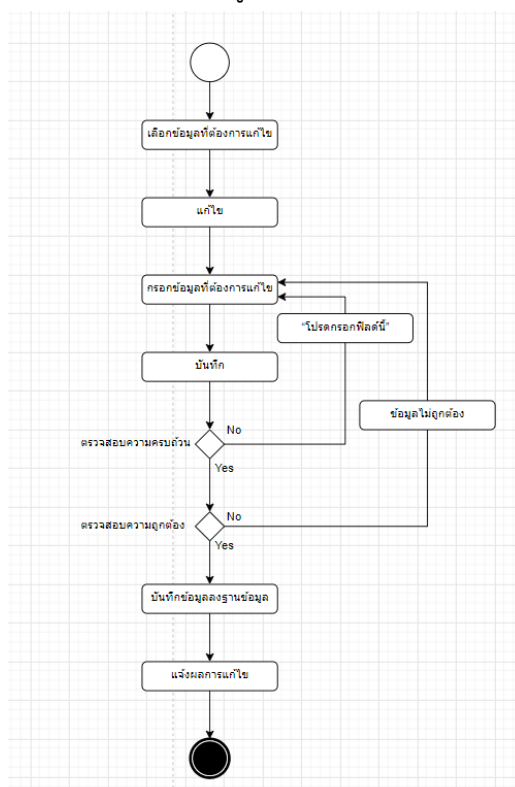 เลือกข้อมูลที่ต้องการแก้ไข
แก้ไข
กรอกข้อมูลที่ต้องการแก้ไข
"โปรดกรอกฟิลด์นี้"
บันทึก
ข้อมูลไม่ถูกต้อง
ตรวจสอบความครบถ้วน
No
Yes
ตรวจสอบความถูกต้อง
No
Yes
บันทึกข้อมูลลงฐานข้อมูล
แจ้งผลการแก้ไข